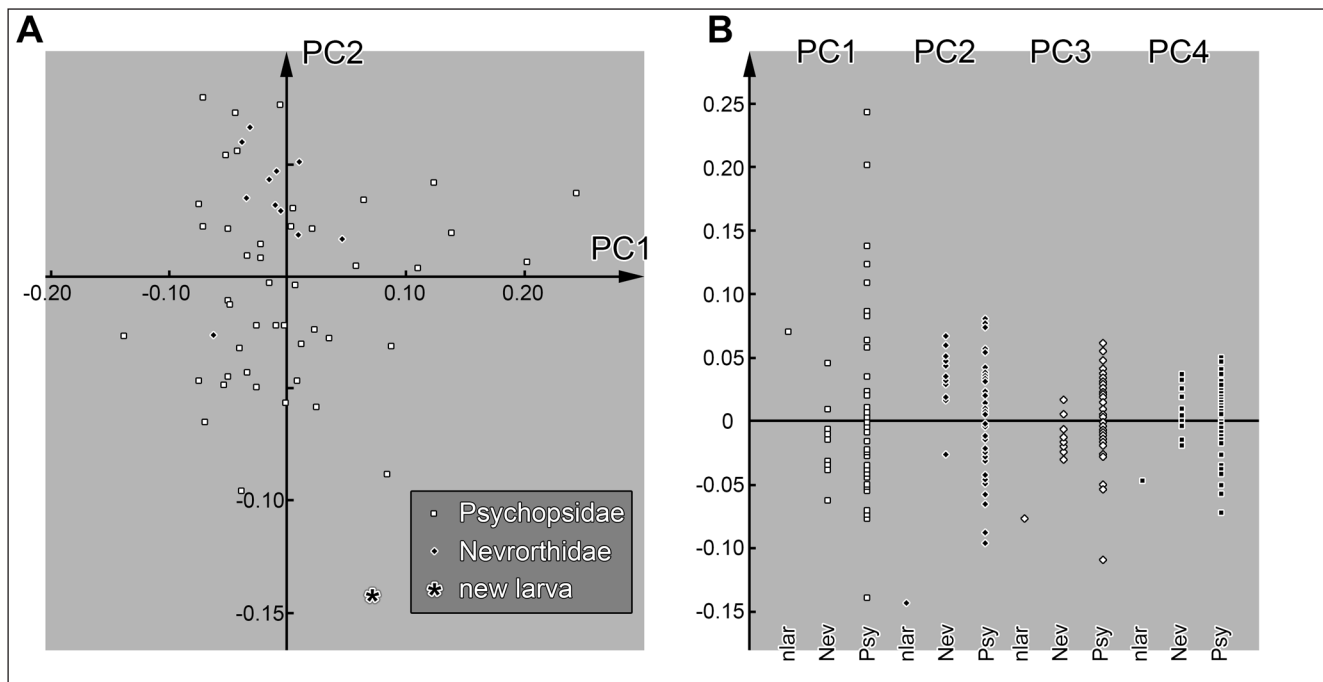 A
PC2
PC1
-0.20
-0.10
0.10
0.20
-0.10
-0.15
Psychopsidae
Nevrorthidae
new larva
B
PC1
PC2
PC3
PC4
0.25
0.20
0.15
0.10
0.05
0
-0.05
-0.10
-0.15
nlar
Nev
Psy
nlar
Nev
Psy
nlar
Nev
Psy
nlar
Nev
Psy